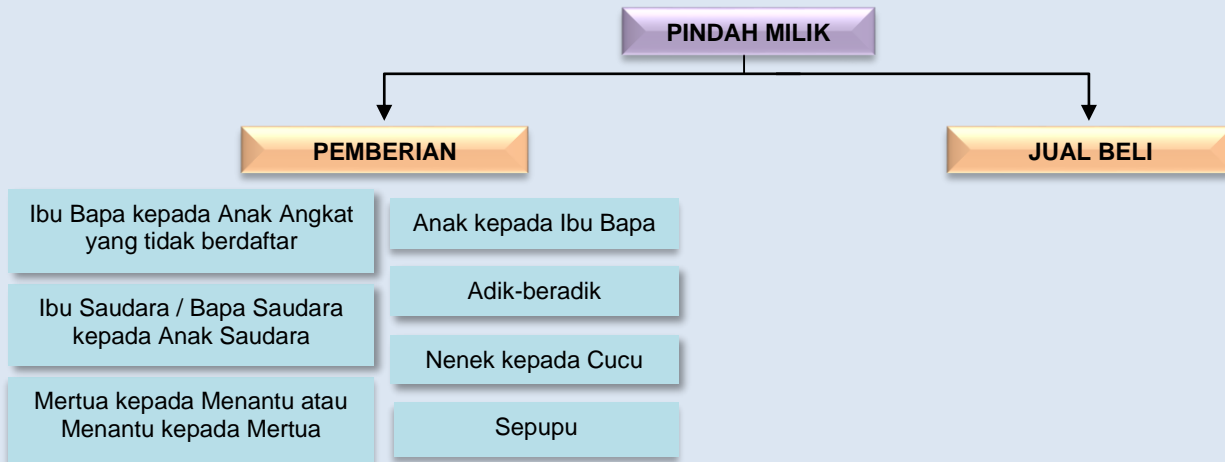 PINDAH MILIK
PEMBERIAN
JUAL BELI
Ibu Bapa kepada Anak Angkat
yang tidak berdaftar
Ibu Saudara / Bapa Saudara
kepada Anak Saudara
Mertua kepada Menantu atau
Menantu kepada Mertua
Anak kepada Ibu Bapa
Adik-beradik
Nenek kepada Cucu
Sepupu